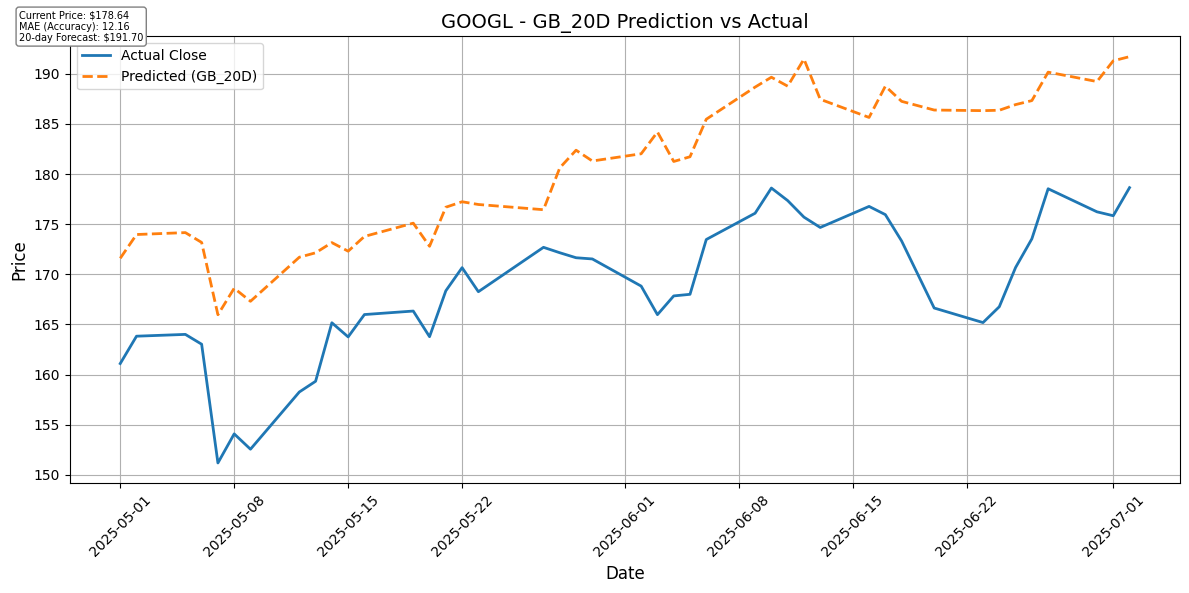 Current Price: $178.64
MAE (Accuracy): 12.16
20-day Forecast: $191.70
GOOGL - GB_20D Prediction vs Actual
Actual Close
Predicted (GB_20D)
Price
190
185
180
175
170
165
160
155
150
2025-05-01
2025-05-08
2025-05-15
2025-05-22
2025-06-01
2025-06-08
2025-06-15
2025-06-22
2025-07-01
Date